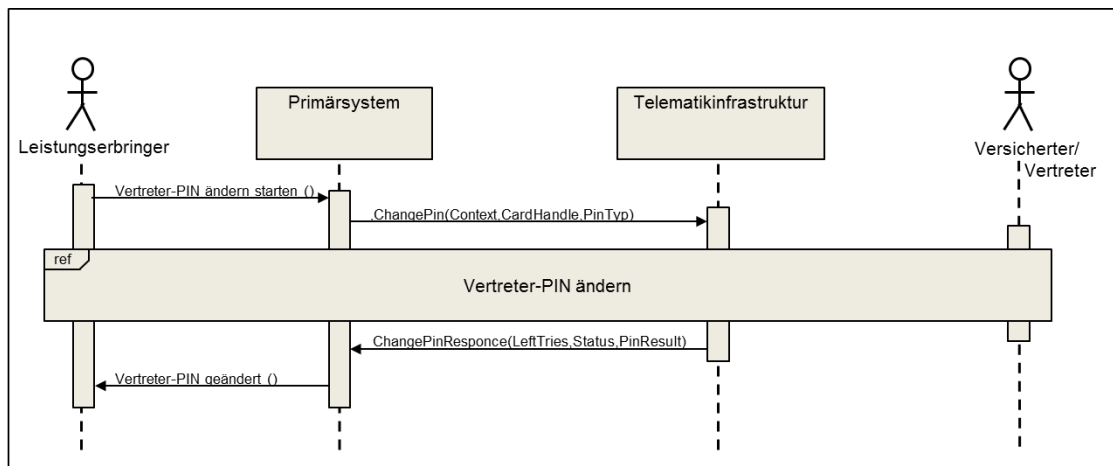 Primärsystem
Telematikinfrastruktur
Leistungserbringer
Versicherter/
Vertreter
Vertreter-PIN ändern starten ()
,ChangePin(Context,CardHandle,PinTyp)
ref
Vertreter-PIN ändern
ChangePinResponce(LeftTries,Status,PinResult)
Vertreter-PIN geändert ()